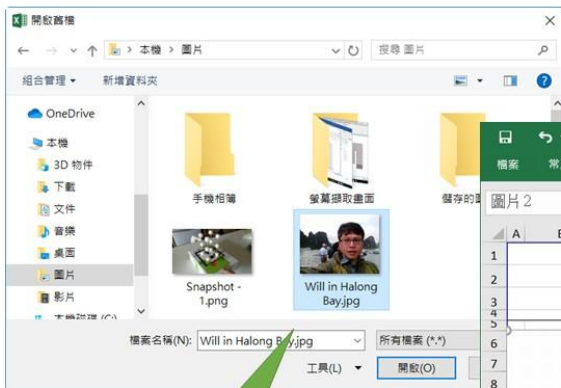 開啟舊檔
本機 > 圖片
搜尋 圖片
組合管理
新增資料夾
OneDrive
本機
3D 物件
下載
文件
音樂
桌面
圖片
影片
手機相簿
螢幕擷取畫面
儲存的
Snapshot -
1.png
Will in Halong
Bay.jpg
檔案名稱(N):
Will in Halong Bay.jpg
所有檔案 (*.*)
工具(L)
開啟(O)
檔案
常
圖片 2
A
1
2
3
4
5
6
7
8